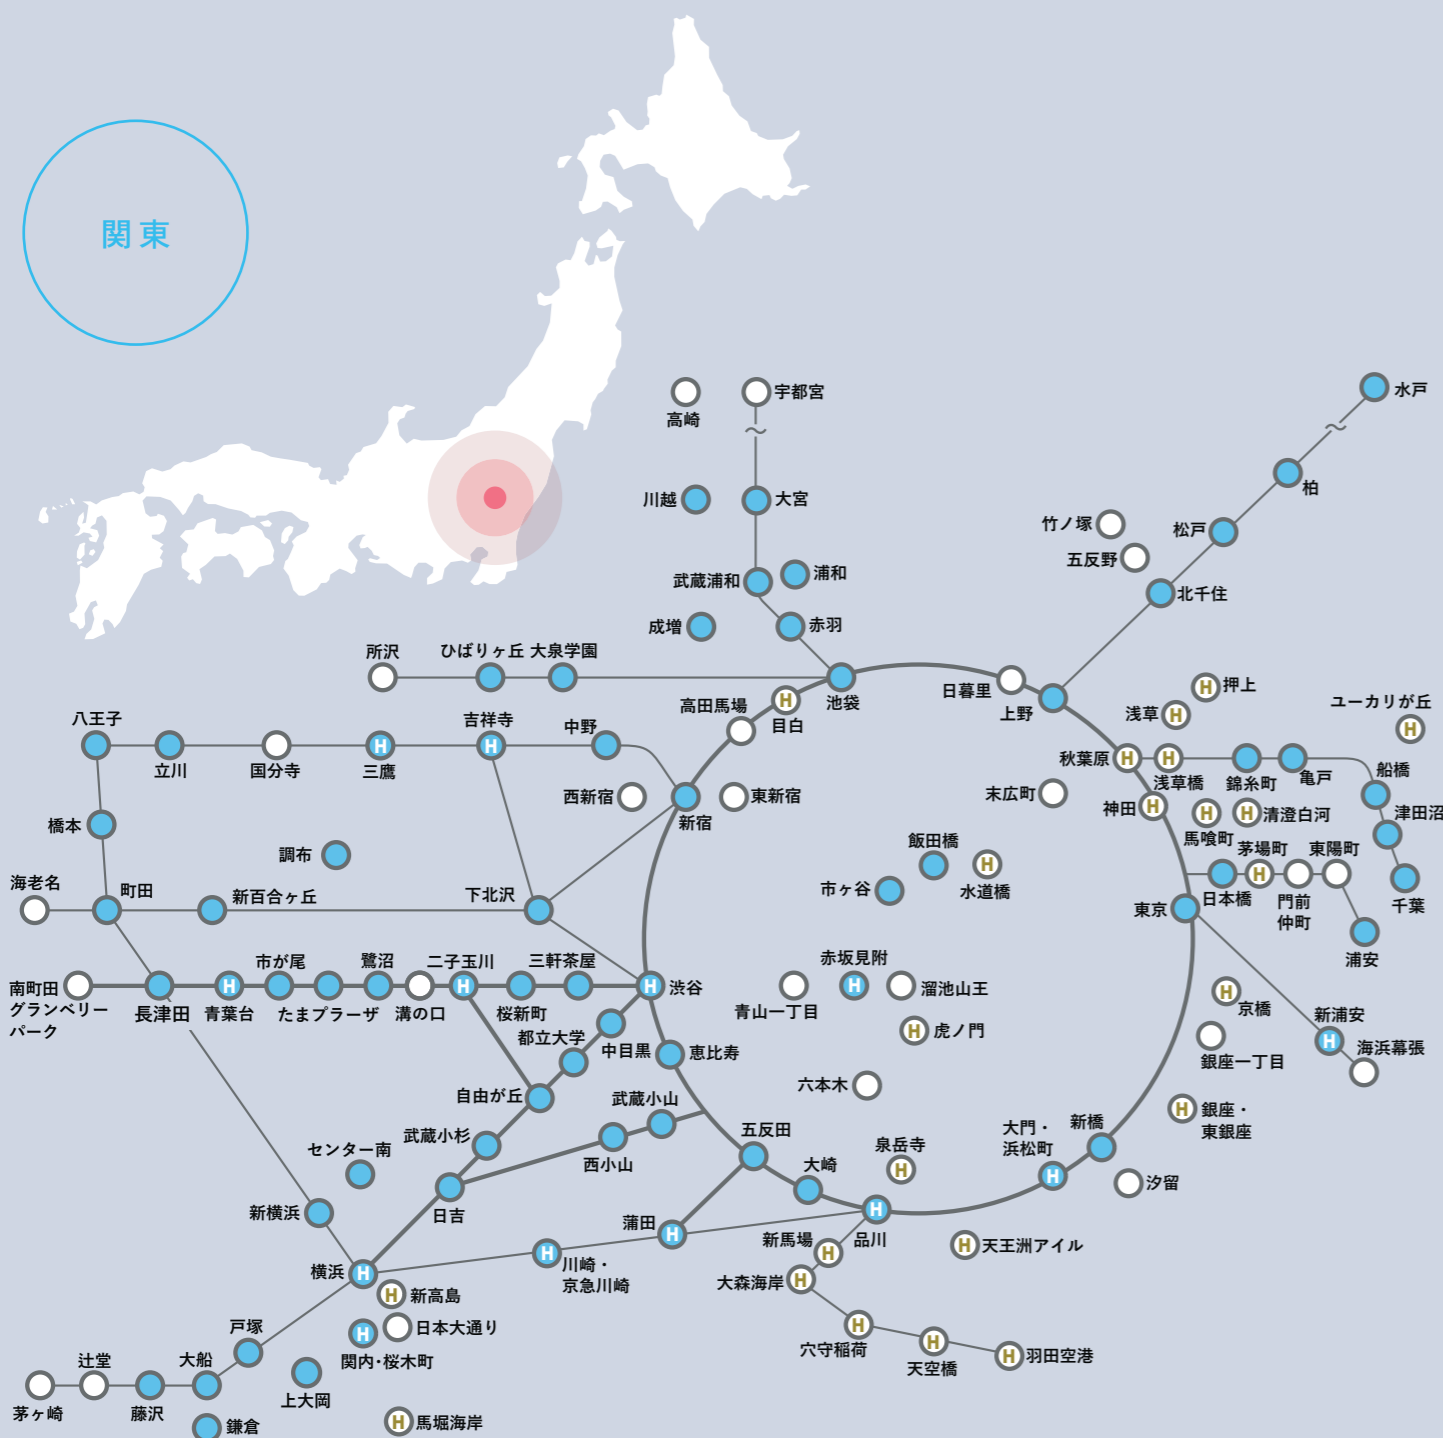 関東
高崎
宇都宮
水戸
柏
川越
大宮
竹ノ塚
松戸
五反野
武蔵浦和
浦和
北千住
成増
赤羽
所沢
ひばりヶ丘
大泉学園
池袋
日暮里
上野
押上
浅草
ユーカリが丘
高田馬場
目白
八王子
吉祥寺
中野
立川
国分寺
H
三鷹
H
H
H
H
H
秋葉原
H
H
浅草橋
錦糸町
亀戸
船橋
西新宿
新宿
東新宿
末広町
神田
H
馬喰町
H
H
清澄白河
津田沼
橋本
調布
飯田橋
水道橋
H
茅場町
H
東陽町
門前
仲町
日本橋
千葉
海老名
町田
新百合ヶ丘
下北沢
市ヶ谷
東京
浦安
南町田
グランベリー
パーク
長津田
H
青葉台
市が尾
たまプラーザ
鷺沼
溝の口
二子玉川
H
桜新町
三軒茶屋
H
渋谷
青山一丁目
赤坂見附
H
溜池山王
H
虎ノ門
H
京橋
銀座一丁目
新浦安
H
海浜幕張
都立大学
中目黒
恵比寿
六本木
自由が丘
武蔵小山
H
銀座・
東銀座
センター南
武蔵小杉
西小山
五反田
大崎
泉岳寺
H
大門・
浜松町
H
新橋
汐留
新横浜
日吉
蒲田
H
H
品川
新馬場
H
H
天王洲アイル
横浜
H
H
川崎・
京急川崎
大森海岸
H
H
新高島
日本大通り
H
関内・桜木町
H
穴守稲荷
H
天空橋
H
羽田空港
戸塚
辻堂
大船
茅ヶ崎
藤沢
上大岡
鎌倉
H
馬堀海岸